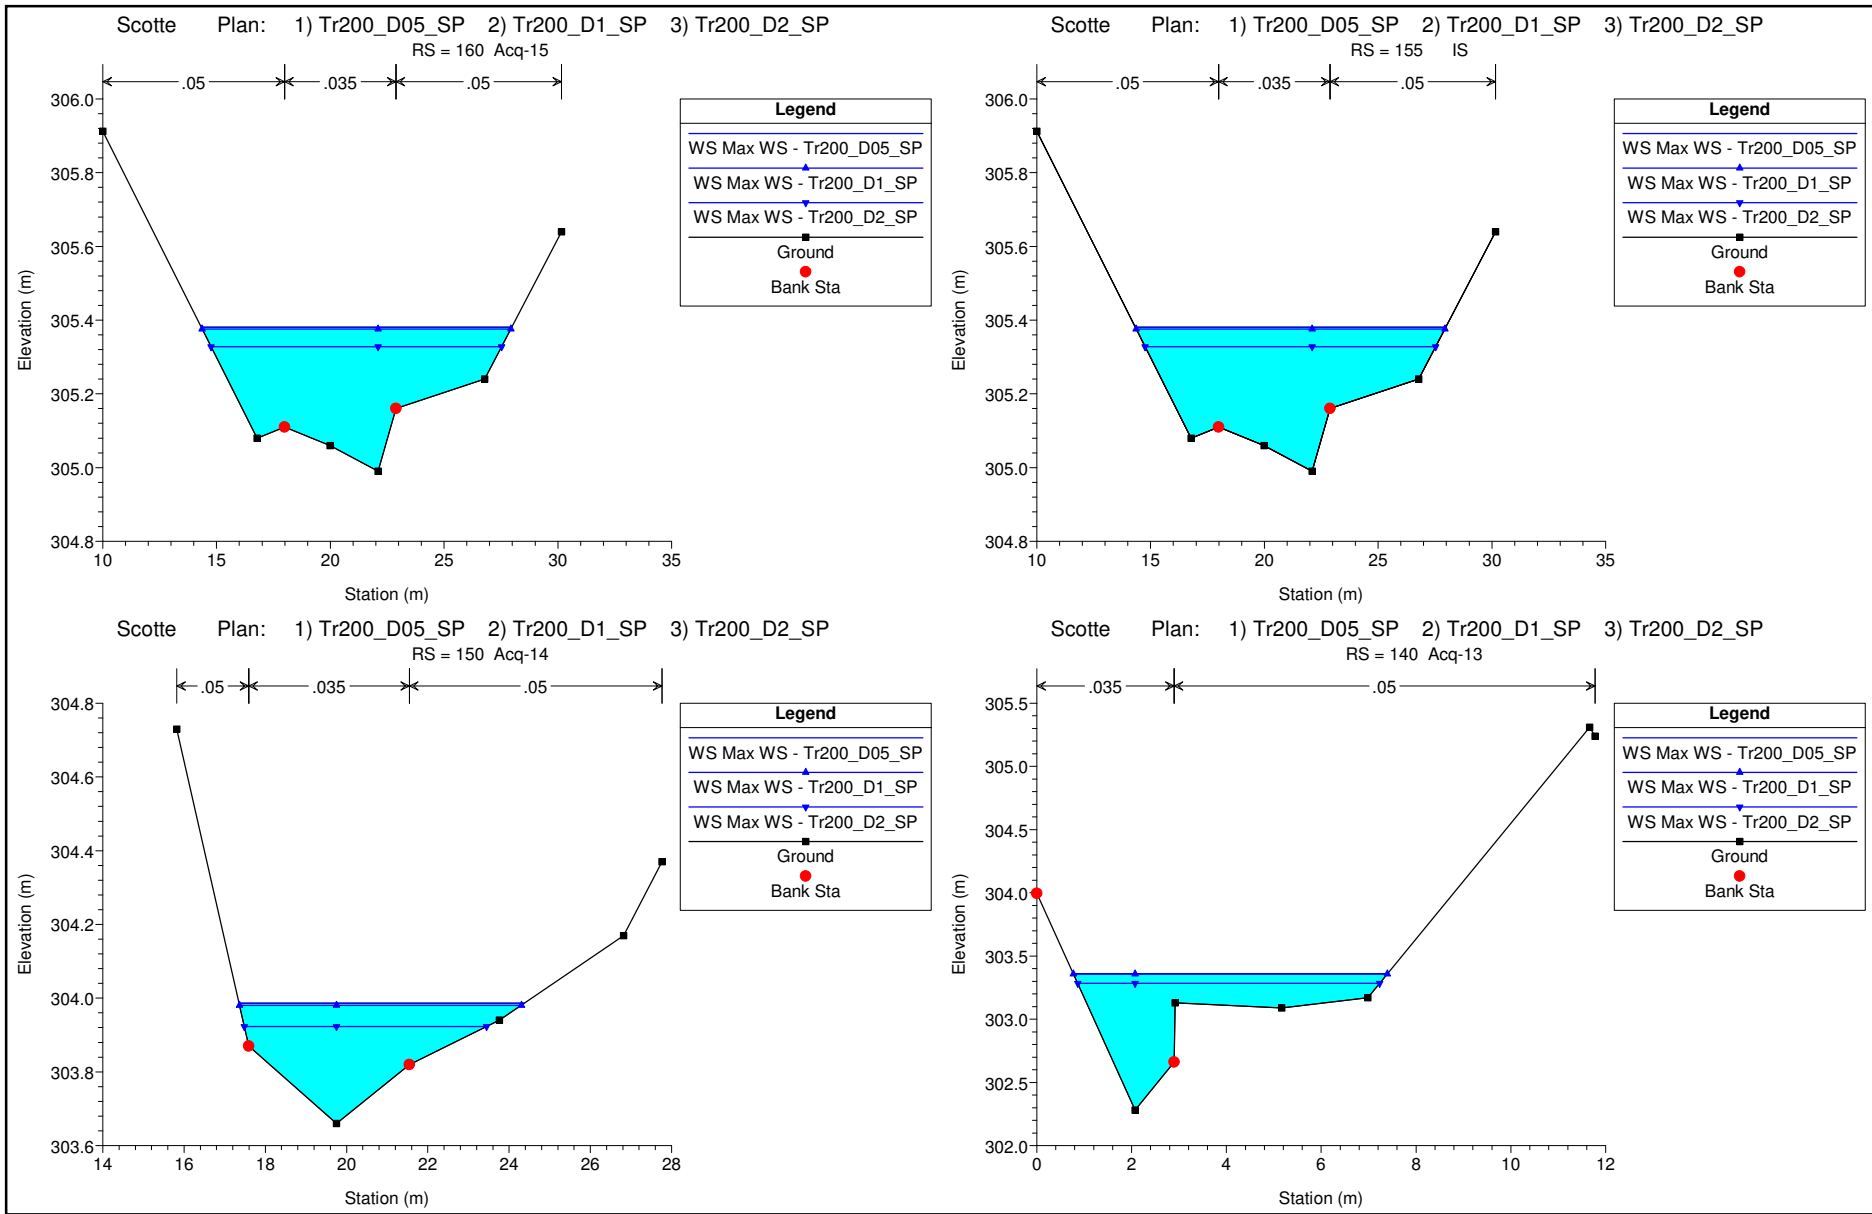 Scotte Plan: 1) Tr200_D05_SP 2) Tr200_D1_SP 3) Tr200_D2_SP
RS = 160 Acq-15
.05 .035 .05
306.0
305.8
305.6
305.4
305.2
305.0
304.8
10 15 20 25 30 35
Station (m)
Elevation (m)
Legend
WS Max WS - Tr200_D05_SP
WS Max WS - Tr200_D1_SP
WS Max WS - Tr200_D2_SP
Ground
Bank Sta
Scotte Plan: 1) Tr200_D05_SP 2) Tr200_D1_SP 3) Tr200_D2_SP
RS = 155 IS
.05 .035 .05
306.0
305.8
305.6
305.4
305.2
305.0
304.8
10 15 20 25 30 35
Station (m)
Elevation (m)
Legend
WS Max WS - Tr200_D05_SP
WS Max WS - Tr200_D1_SP
WS Max WS - Tr200_D2_SP
Ground
Bank Sta
Scotte Plan: 1) Tr200_D05_SP 2) Tr200_D1_SP 3) Tr200_D2_SP
RS = 150 Acq-14
.05 .035 .05
304.8
304.6
304.4
304.2
304.0
303.8
303.6
14 16 18 20 22 24 26 28
Station (m)
Elevation (m)
Legend
WS Max WS - Tr200_D05_SP
WS Max WS - Tr200_D1_SP
WS Max WS - Tr200_D2_SP
Ground
Bank Sta
Scotte Plan: 1) Tr200_D05_SP 2) Tr200_D1_SP 3) Tr200_D2_SP
RS = 140 Acq-13
.035 .05
305.5
305.0
304.5
304.0
303.5
303.0
302.5
302.0
0 2 4 6 8 10 12
Station (m)
Elevation (m)
Legend
WS Max WS - Tr200_D05_SP
WS Max WS - Tr200_D1_SP
WS Max WS - Tr200_D2_SP
Ground
Bank Sta